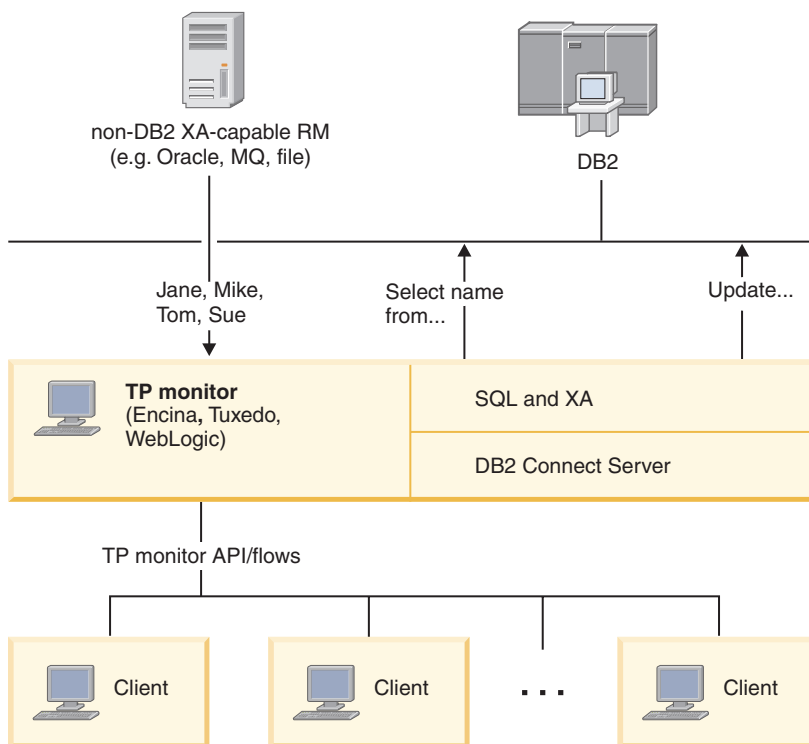 non-DB2 XA-capable RM
(e.g. Oracle, MQ, file)
DB2
Jane, Mike,
Tom, Sue
Select name
from...
Update...
TP monitor
(Encina, Tuxedo,
WebLogic)
SQL and XA
DB2 Connect Server
TP monitor API/flows
Client
Client
...
Client